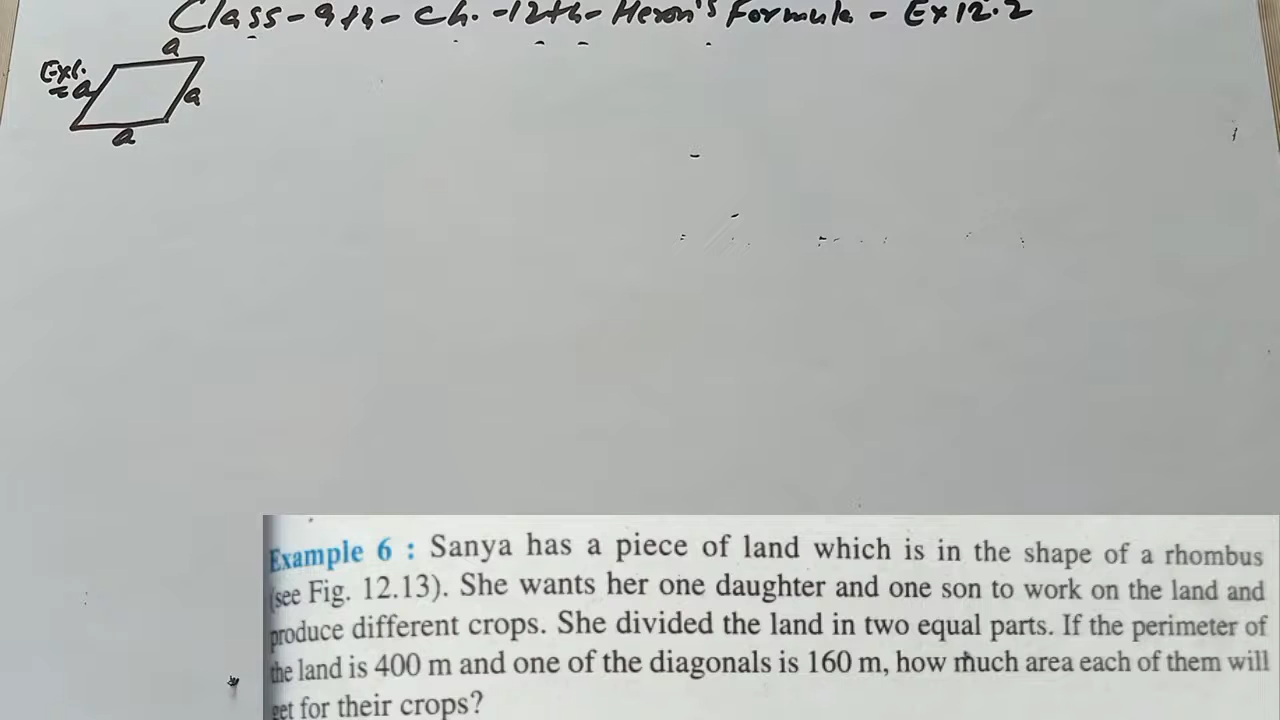 Class-9th-Ch.-12th-Heron's Formula-Ex12.2
a
Ex6.
= a
a
a
Example 6 : Sanya has a piece of land which is in the shape of a rhombus
(see Fig. 12.13). She wants her one daughter and one son to work on the land and
produce different crops. She divided the land in two equal parts. If the perimeter of
the land is 400 m and one of the diagonals is 160 m, how much area each of them will
get for their crops?